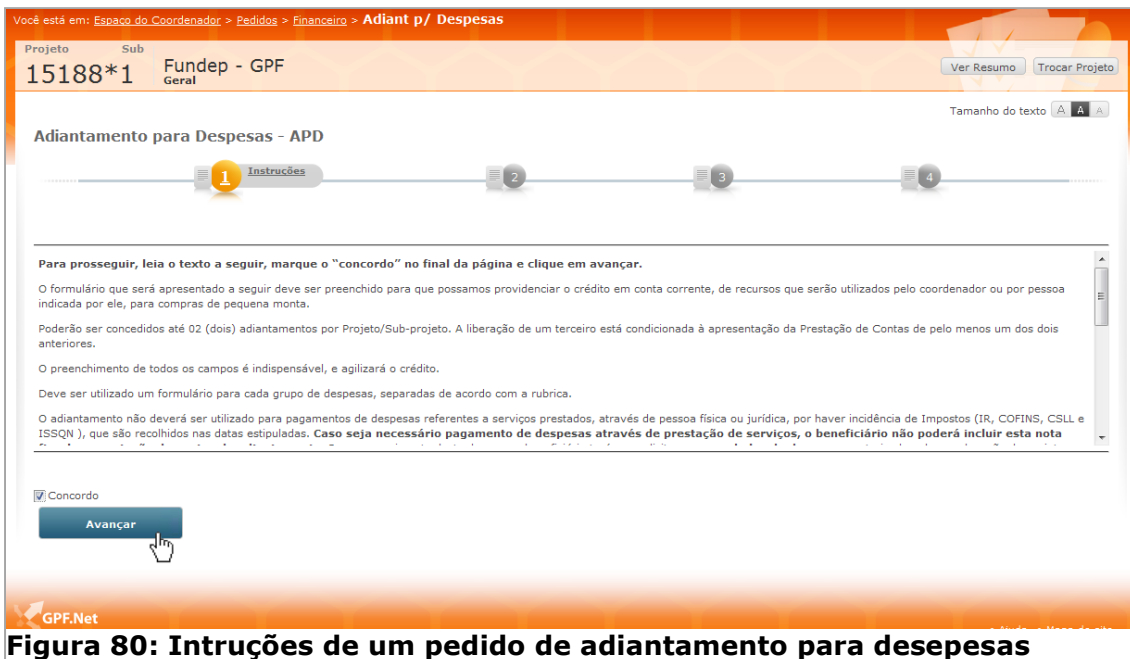 Você está em: Espaço do Coordenador > Pedidos > Financeiro > Adiant p/ Despesas
Projeto Sub
15188*1 Fundep - GPF
Geral
Ver Resumo Trocar Projeto
Tamanho do texto A A A
Adiantamento para Despesas - APD
1 Instruções 2 3 4
Para prosseguir, leia o texto a seguir, marque o "concordo" no final da página e clique em avançar.
O formulário que será apresentado a seguir deve ser preenchido para que possamos providenciar o crédito em conta corrente, de recursos que serão utilizados pelo coordenador ou por pessoa
indicada por ele, para compras de pequena monta.
Poderão ser concedidos até 02 (dois) adiantamentos por Projeto/Sub-projeto. A liberação de um terceiro está condicionada à apresentação da Prestação de Contas de pelo menos um dos dois
anteriores.
O preenchimento de todos os campos é indispensável, e agilizará o crédito.
Deve ser utilizado um formulário para cada grupo de despesas, separadas de acordo com a rubrica.
O adiantamento não deverá ser utilizado para pagamentos de despesas referentes a serviços prestados, através de pessoa física ou jurídica, por haver incidência de Impostos (IR, COFINS, CSLL e
ISSQN ), que são recolhidos nas datas estipuladas. Caso seja necessário pagamento de despesas através de prestação de serviços, o beneficiário não poderá incluir esta nota
Concordo
Avançar
GPF.Net
Figura 80: Intruções de um pedido de adiantamento para desepesas